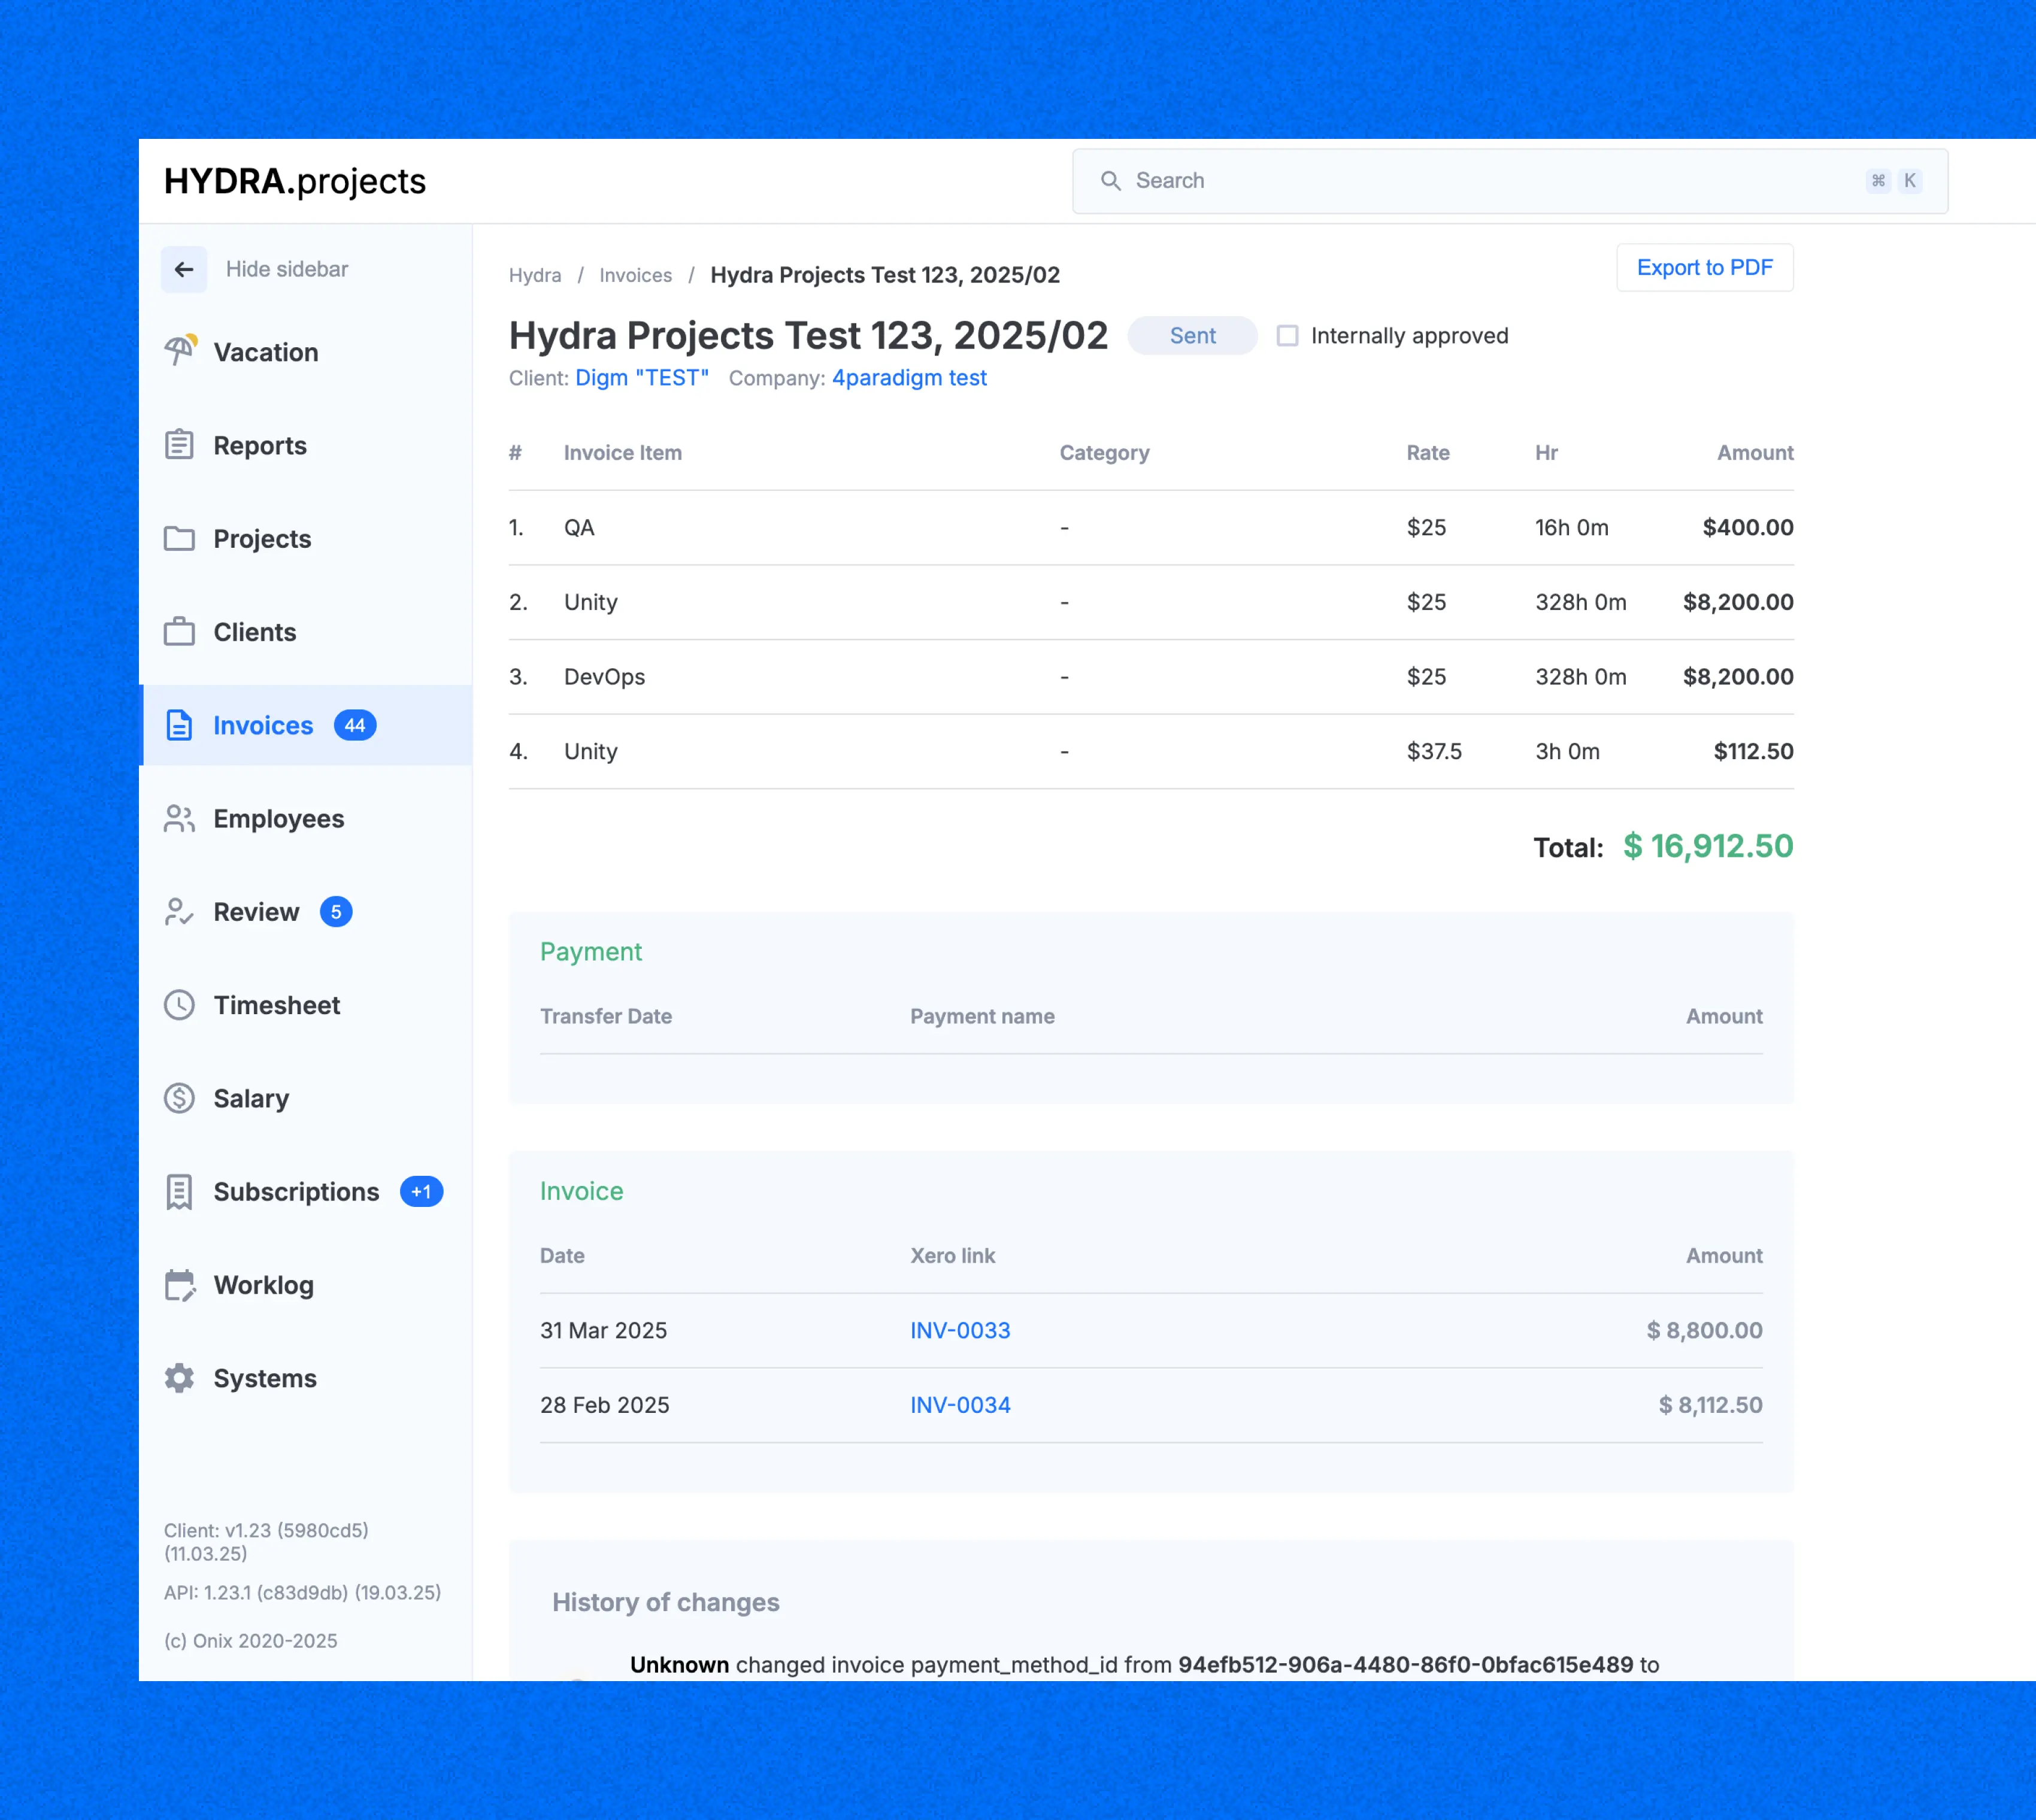 HYDRA.projects
Search
⌘ K
Hide sidebar
Vacation
Reports
Projects
Clients
Invoices 44
Employees
Review 5
Timesheet
Salary
Subscriptions +1
Worklog
Systems
Client: v1.23 (5980cd5)
(11.03.25)
API: 1.23.1 (c83d9db) (19.03.25)
(c) Onix 2020-2025
Hydra / Invoices / Hydra Projects Test 123, 2025/02
Export to PDF
Hydra Projects Test 123, 2025/02 Sent Internally approved
Client: Digm "TEST" Company: 4paradigm test
# Invoice Item Category Rate Hr Amount
1. QA - $25 16h 0m $400.00
2. Unity - $25 328h 0m $8,200.00
3. DevOps - $25 328h 0m $8,200.00
4. Unity - $37.5 3h 0m $112.50
Total: $ 16,912.50
Payment
Transfer Date Payment name Amount
Invoice
Date Xero link Amount
31 Mar 2025 INV-0033 $ 8,800.00
28 Feb 2025 INV-0034 $ 8,112.50
History of changes
Unknown changed invoice payment_method_id from 94efb512-906a-4480-86f0-0bfac615e489 to